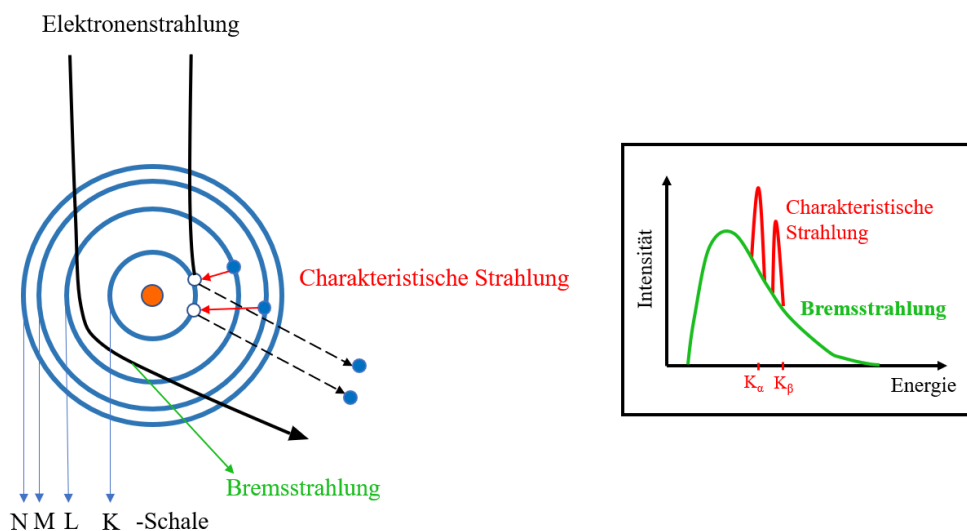 Elektronenstrahlung
Charakteristische Strahlung
Bremsstrahlung
N M L K -Schale
Intensität
Charakteristische
Strahlung
Bremsstrahlung
Kα Kβ
Energie